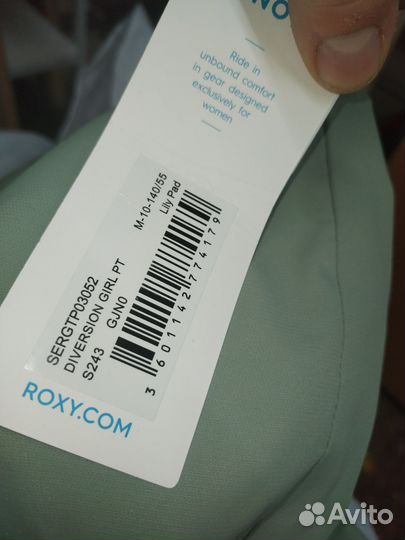 NO
Ride in
unbound comfort
in gear designed
exclusively for
women
M-10-140/55
Lily Pad
3 601142 774179
SERGTP03052
DIVERSION GIRL PT
S243 GJN0
ROXY.COM
Avito